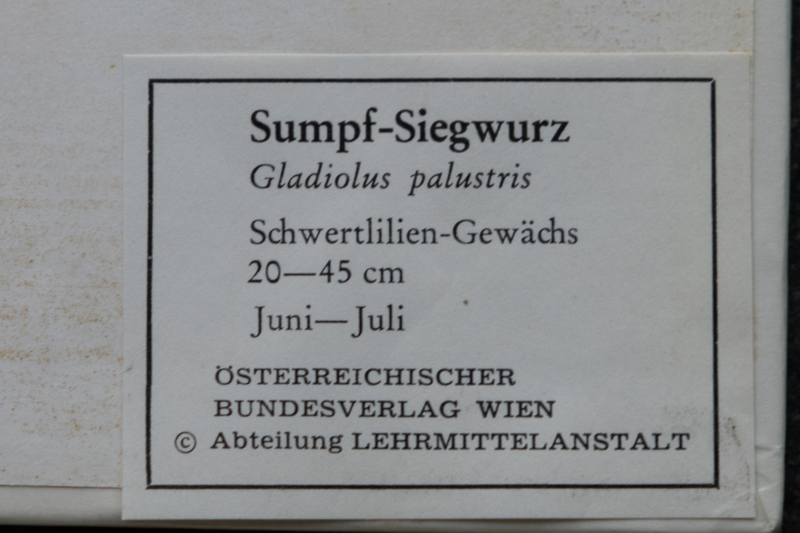 Sumpf-Siegwurz
Gladiolus palustris
Schwertlilien-Gewächs
20—45 cm
Juni—Juli
ÖSTERREICHISCHER
BUNDESVERLAG WIEN
© Abteilung LEHRMITTELANSTALT